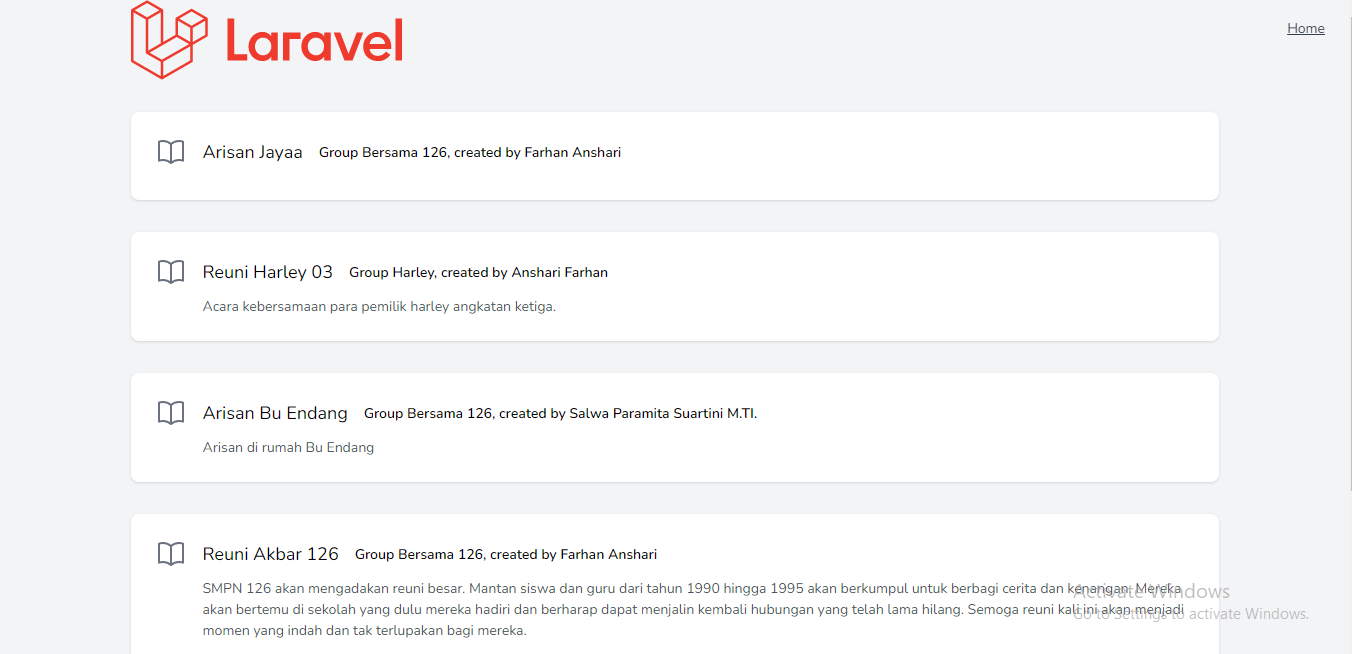 Laravel
Home
Arisan Jayaa Group Bersama 126, created by Farhan Anshari
Reuni Harley 03 Group Harley, created by Anshari Farhan
Acara kebersamaan para pemilik harley angkatan ketiga.
Arisan Bu Endang Group Bersama 126, created by Salwa Paramita Suartini M.TI.
Arisan di rumah Bu Endang
Reuni Akbar 126 Group Bersama 126, created by Farhan Anshari
SMPN 126 akan mengadakan reuni besar. Mantan siswa dan guru dari tahun 1990 hingga 1995 akan berkumpul untuk berbagi cerita dan kenangan. Mereka
akan bertemu di sekolah yang dulu mereka hadiri dan berharap dapat menjalin kembali hubungan yang telah lama hilang. Semoga reuni kali ini akan menjadi
momen yang indah dan tak terlupakan bagi mereka.
Activate Windows
Go to Settings to activate Windows.